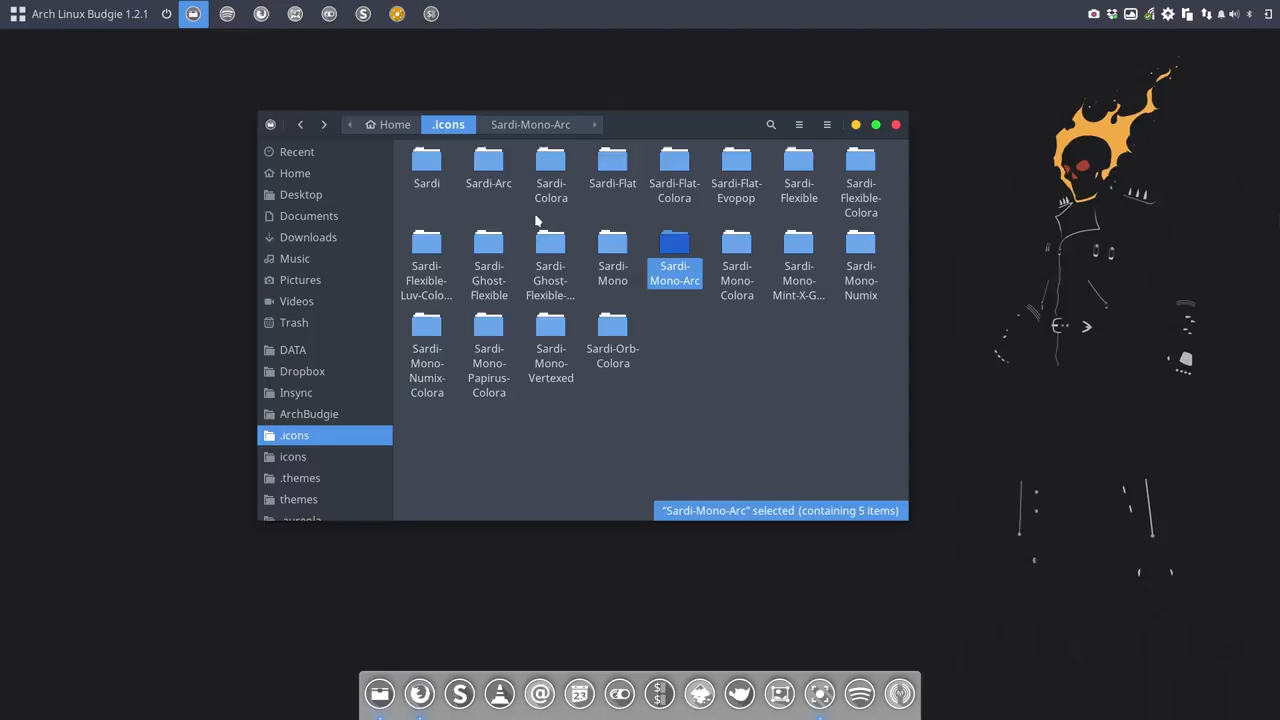 Arch Linux Budgie 1.2.1
Home
.icons
Sardi-Mono-Arc
Recent
Home
Desktop
Documents
Downloads
Music
Pictures
Videos
Trash
DATA
Dropbox
Insync
ArchBudgie
.icons
icons
.themes
themes
.aureola
Sardi
Sardi-Arc
Sardi-
Colora
Sardi-Flat
Sardi-Flat-
Colora
Sardi-Flat-
Evopop
Sardi-
Flexible
Sardi-
Flexible-
Colora
Sardi-
Flexible-
Luv-Colo...
Sardi-
Ghost-
Flexible
Sardi-
Ghost-
Flexible-...
Sardi-
Mono
Sardi-
Mono-Arc
Sardi-
Mono-
Colora
Sardi-
Mono-
Mint-X-G...
Sardi-
Mono-
Numix
Sardi-
Mono-
Numix-
Colora
Sardi-
Mono-
Papirus-
Colora
Sardi-
Mono-
Vertexed
Sardi-Orb-
Colora
"Sardi-Mono-Arc" selected (containing 5 items)
23